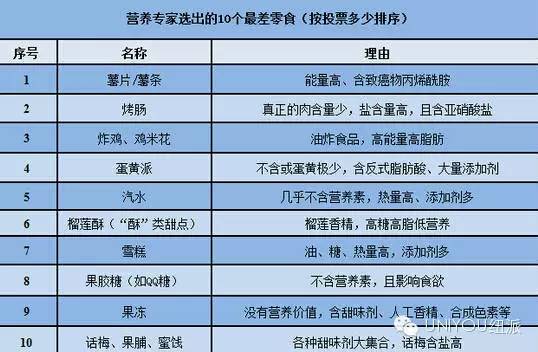 营养专家选出的10个最差零食（按投票多少排序）
序号 名称 理由
1 薯片/薯条 能量高、含致癌物丙烯酰胺
2 烤肠 真正的肉含量少，盐含量高，且含亚硝酸盐
3 炸鸡、鸡米花 油炸食品，高能量高脂肪
4 蛋黄派 不含或蛋黄极少，含反式脂肪酸、大量添加剂
5 汽水 几乎不含营养素，热量高、添加剂多
6 榴莲酥（“酥”类甜点） 榴莲香精，高糖高脂低营养
7 雪糕 油、糖、热量高，添加剂多
8 果胶糖（如QQ糖） 不含营养素，且影响食欲
9 果冻 没有营养价值，含甜味剂、人工香精、合成色素等
10 话梅、果脯、蜜饯 各种甜味剂大集合，话梅含盐高
UNIYOU纽派